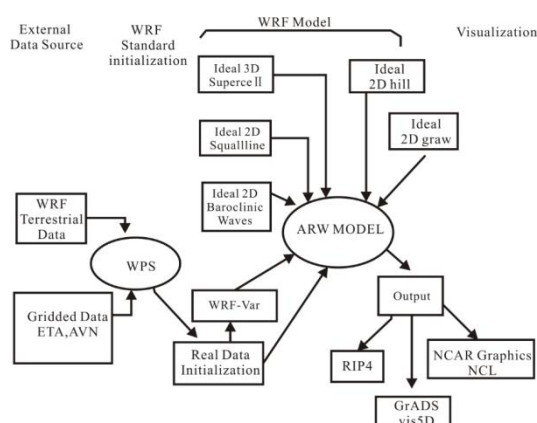 External
Data Source
WRF
Standard
initialization
WRF Model
Visualization
Ideal 3D
Superce II
Ideal
2D hill
Ideal 2D
Squallline
Ideal
2D graw
Ideal 2D
Baroclinic
Waves
ARW MODEL
WRF
Terrestrial
Data
WPS
Gridded Data
ETA,AVN
WRF-Var
Real Data
Initialization
Output
RIP4
NCAR Graphics
NCL
GrADS
vis5D